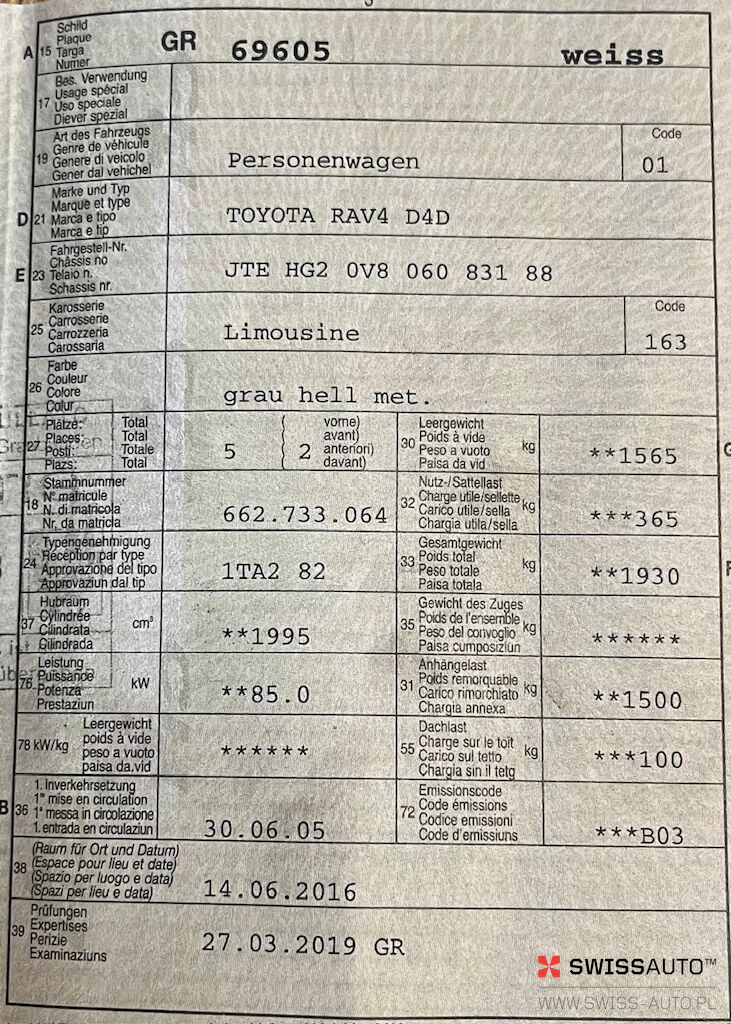 A 15 Schild
Plaque
Targa
Numer
GR 69605 weiss
17 Bes. Verwendung
Usage spécial
Uso speciale
Diever spezial
19 Art des Fahrzeugs
Genre de véhicule
Genere di veicolo
Gener dal vehichel
Personenwagen
Code
01
D 21 Marke und Typ
Marque et type
Marca e tipo
Marca e tip
TOYOTA RAV4 D4D
E 23 Fahrgestell-Nr.
Châssis no
Telaio n.
Schassis nr.
JTE HG2 0V8 060 831 88
25 Karosserie
Carrosserie
Carrozzeria
Carossaria
Limousine
Code
163
26 Farbe
Couleur
Colore
Colur
grau hell met.
27 Plätze: Total
Places: Total
Posti: Totale
Plazs: Total
5 ( 2 vorne)
avant)
anteriori)
davant)
30 Leergewicht
Poids à vide
Peso a vuoto
Paisa da vid
kg
**1565
18 Stammnummer
N° matricule
N. di matricola
Nr. da matricla
662.733.064
32 Nutz-/Sattellast
Charge utile/sellette
Carico utile/sella
Chargia utila/sella
kg
***365
24 Typengenehmigung
Réception par type
Approvazione del tipo
Approvaziun dal tip
1TA2 82
33 Gesamtgewicht
Poids total
Peso totale
Paisa totala
kg
**1930
37 Hubraum
Cylindrée
Cilindrata
Cilindrada
cm³
**1995
35 Gewicht des Zuges
Poids de l'ensemble
Peso del convoglio
Paisa cumposiziun
kg
******
76 Leistung
Puissance
Potenza
Prestaziun
kW
**85.0
31 Anhängelast
Poids remorquable
Carico rimorchiato
Chargia annexa
kg
**1500
78 kW/kg Leergewicht
poids à vide
peso a vuoto
paisa da.vid
******
55 Dachlast
Charge sur le toit
Carico sul tetto
Chargia sin il tetg
kg
***100
B 36 1. Inverkehrsetzung
1re mise en circulation
1a messa in circolazione
1. entrada en circulaziun
30.06.05
72 Emissionscode
Code émissions
Codice emissioni
Code d'emissiuns
***B03
38 (Raum für Ort und Datum)
(Espace pour lieu et date)
(Spazio per luogo e data)
(Spazi per lieu e data)
14.06.2016
39 Prüfungen
Expertises
Perizie
Examinaziuns
27.03.2019 GR
SWISSAUTO™
WWW.SWISS-AUTO.PL